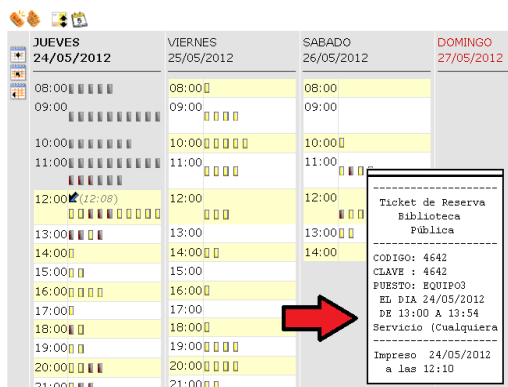 JUEVES
24/05/2012
VIERNES
25/05/2012
SABADO
26/05/2012
DOMINGO
27/05/2012
08:00
08:00
08:00
09:00
09:00
09:00
10:00
10:00
10:00
11:00
11:00
11:00
12:00 (12:08)
12:00
12:00
13:00
13:00
13:00
14:00
14:00
14:00
15:00
15:00
16:00
16:00
17:00
17:00
18:00
18:00
19:00
19:00
20:00
20:00
21:00
21:00
Ticket de Reserva
Biblioteca
Pública
CODIGO: 4642
CLAVE : 4642
PUESTO: EQUIPO3
EL DIA 24/05/2012
DE 13:00 A 13:54
Servicio (Cualquiera
Impreso 24/05/2012
a las 12:10